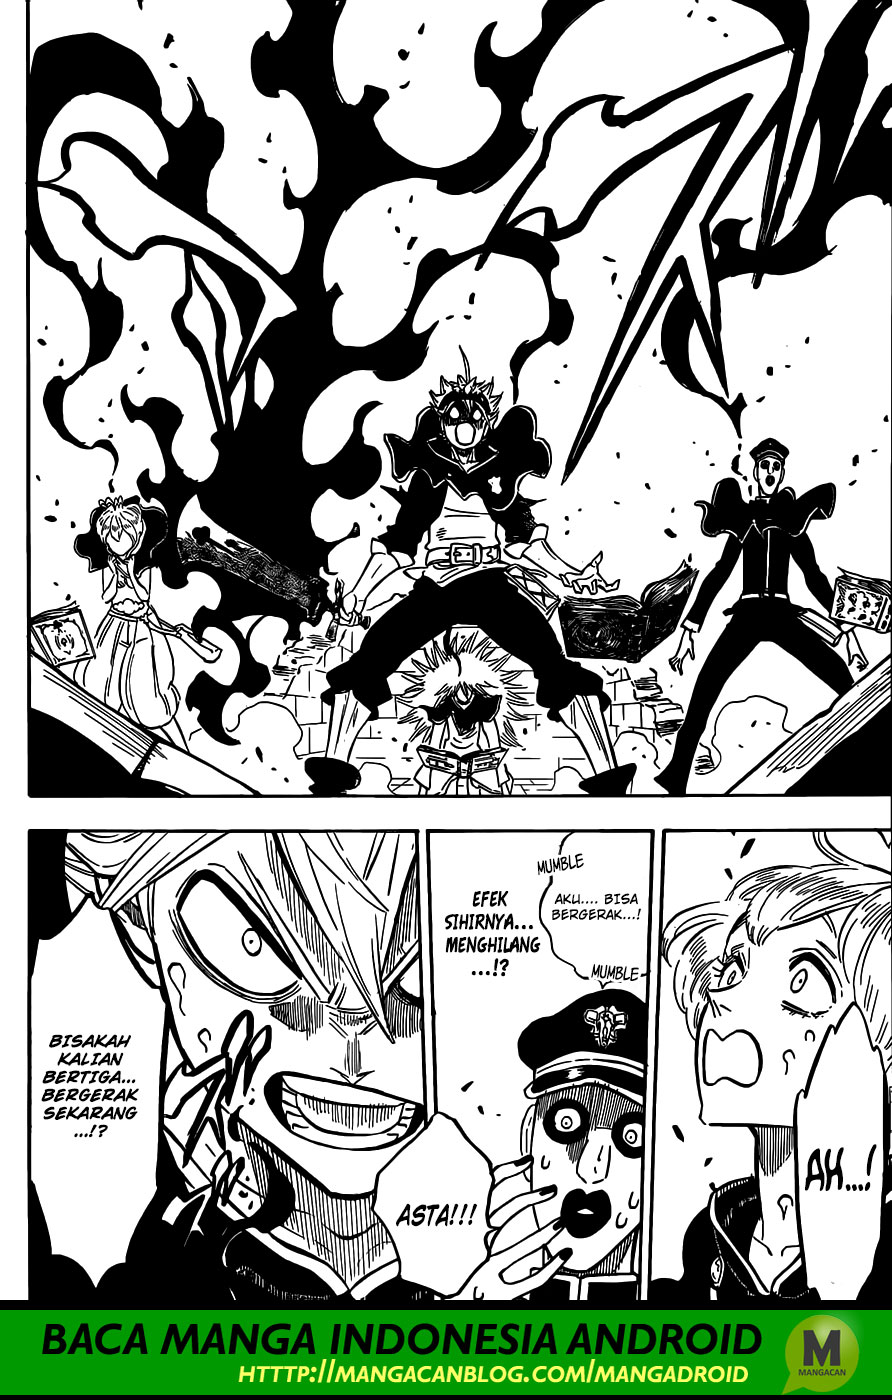 MUMBLE
EFEK
SIHIRNYA...
MENGHILANG
...!?
AKU.... BISA
BERGERAK...!
MUMBLE
BISAKAH
KALIAN
BERTIGA...
BERGERAK
SEKARANG
...!?
ASTA!!!
AH...!
BACA MANGA INDONESIA ANDROID
HTTTP://MANGACANBLOG.COM/MANGADROID
M
MANGACAN